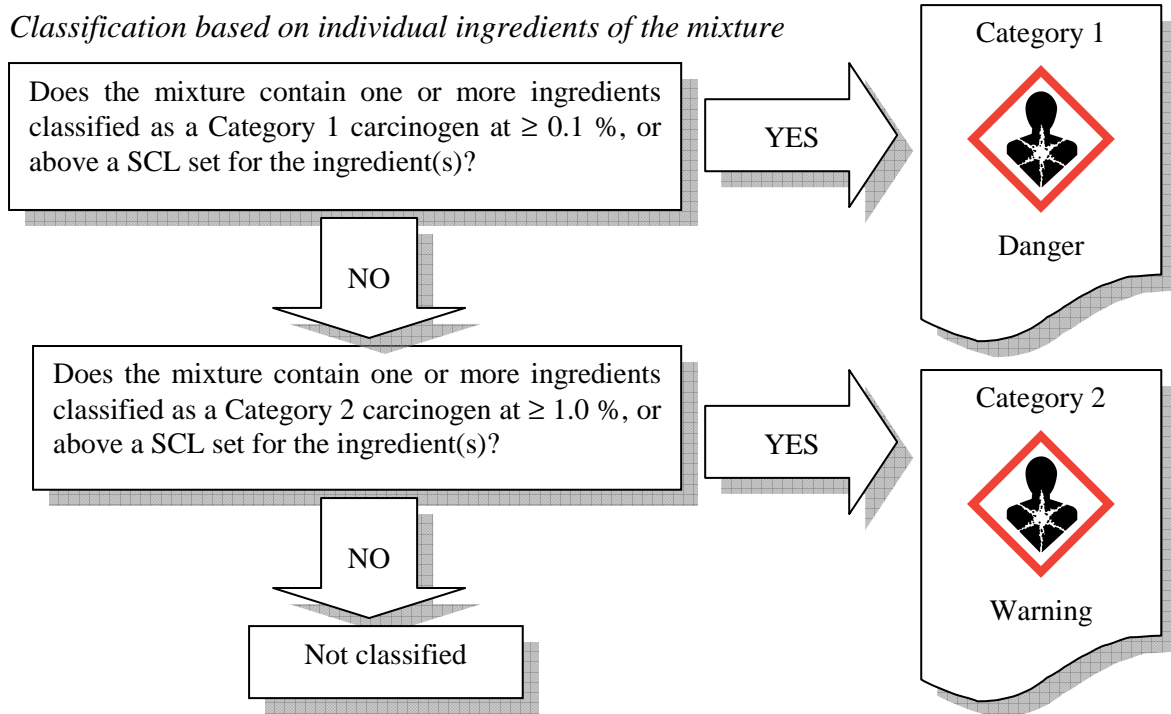 Classification based on individual ingredients of the mixture
Category 1
Does the mixture contain one or more ingredients
classified as a Category 1 carcinogen at ≥ 0.1 %, or
above a SCL set for the ingredient(s)?
YES
Danger
NO
Category 2
Does the mixture contain one or more ingredients
classified as a Category 2 carcinogen at ≥ 1.0 %, or
above a SCL set for the ingredient(s)?
YES
NO
Warning
Not classified